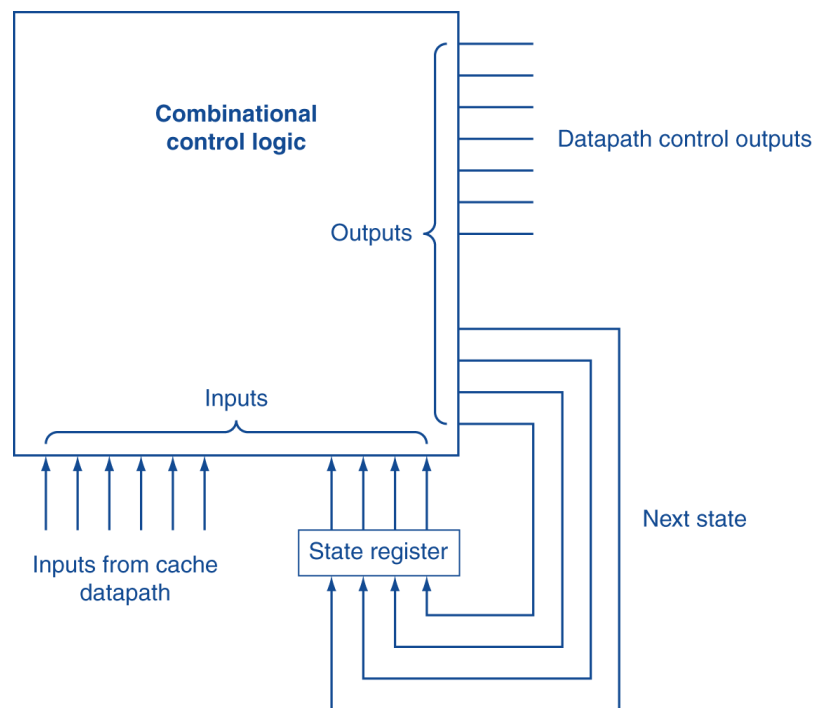 Combinational
control logic
Datapath control outputs
Outputs
Inputs
Next state
State register
Inputs from cache
datapath